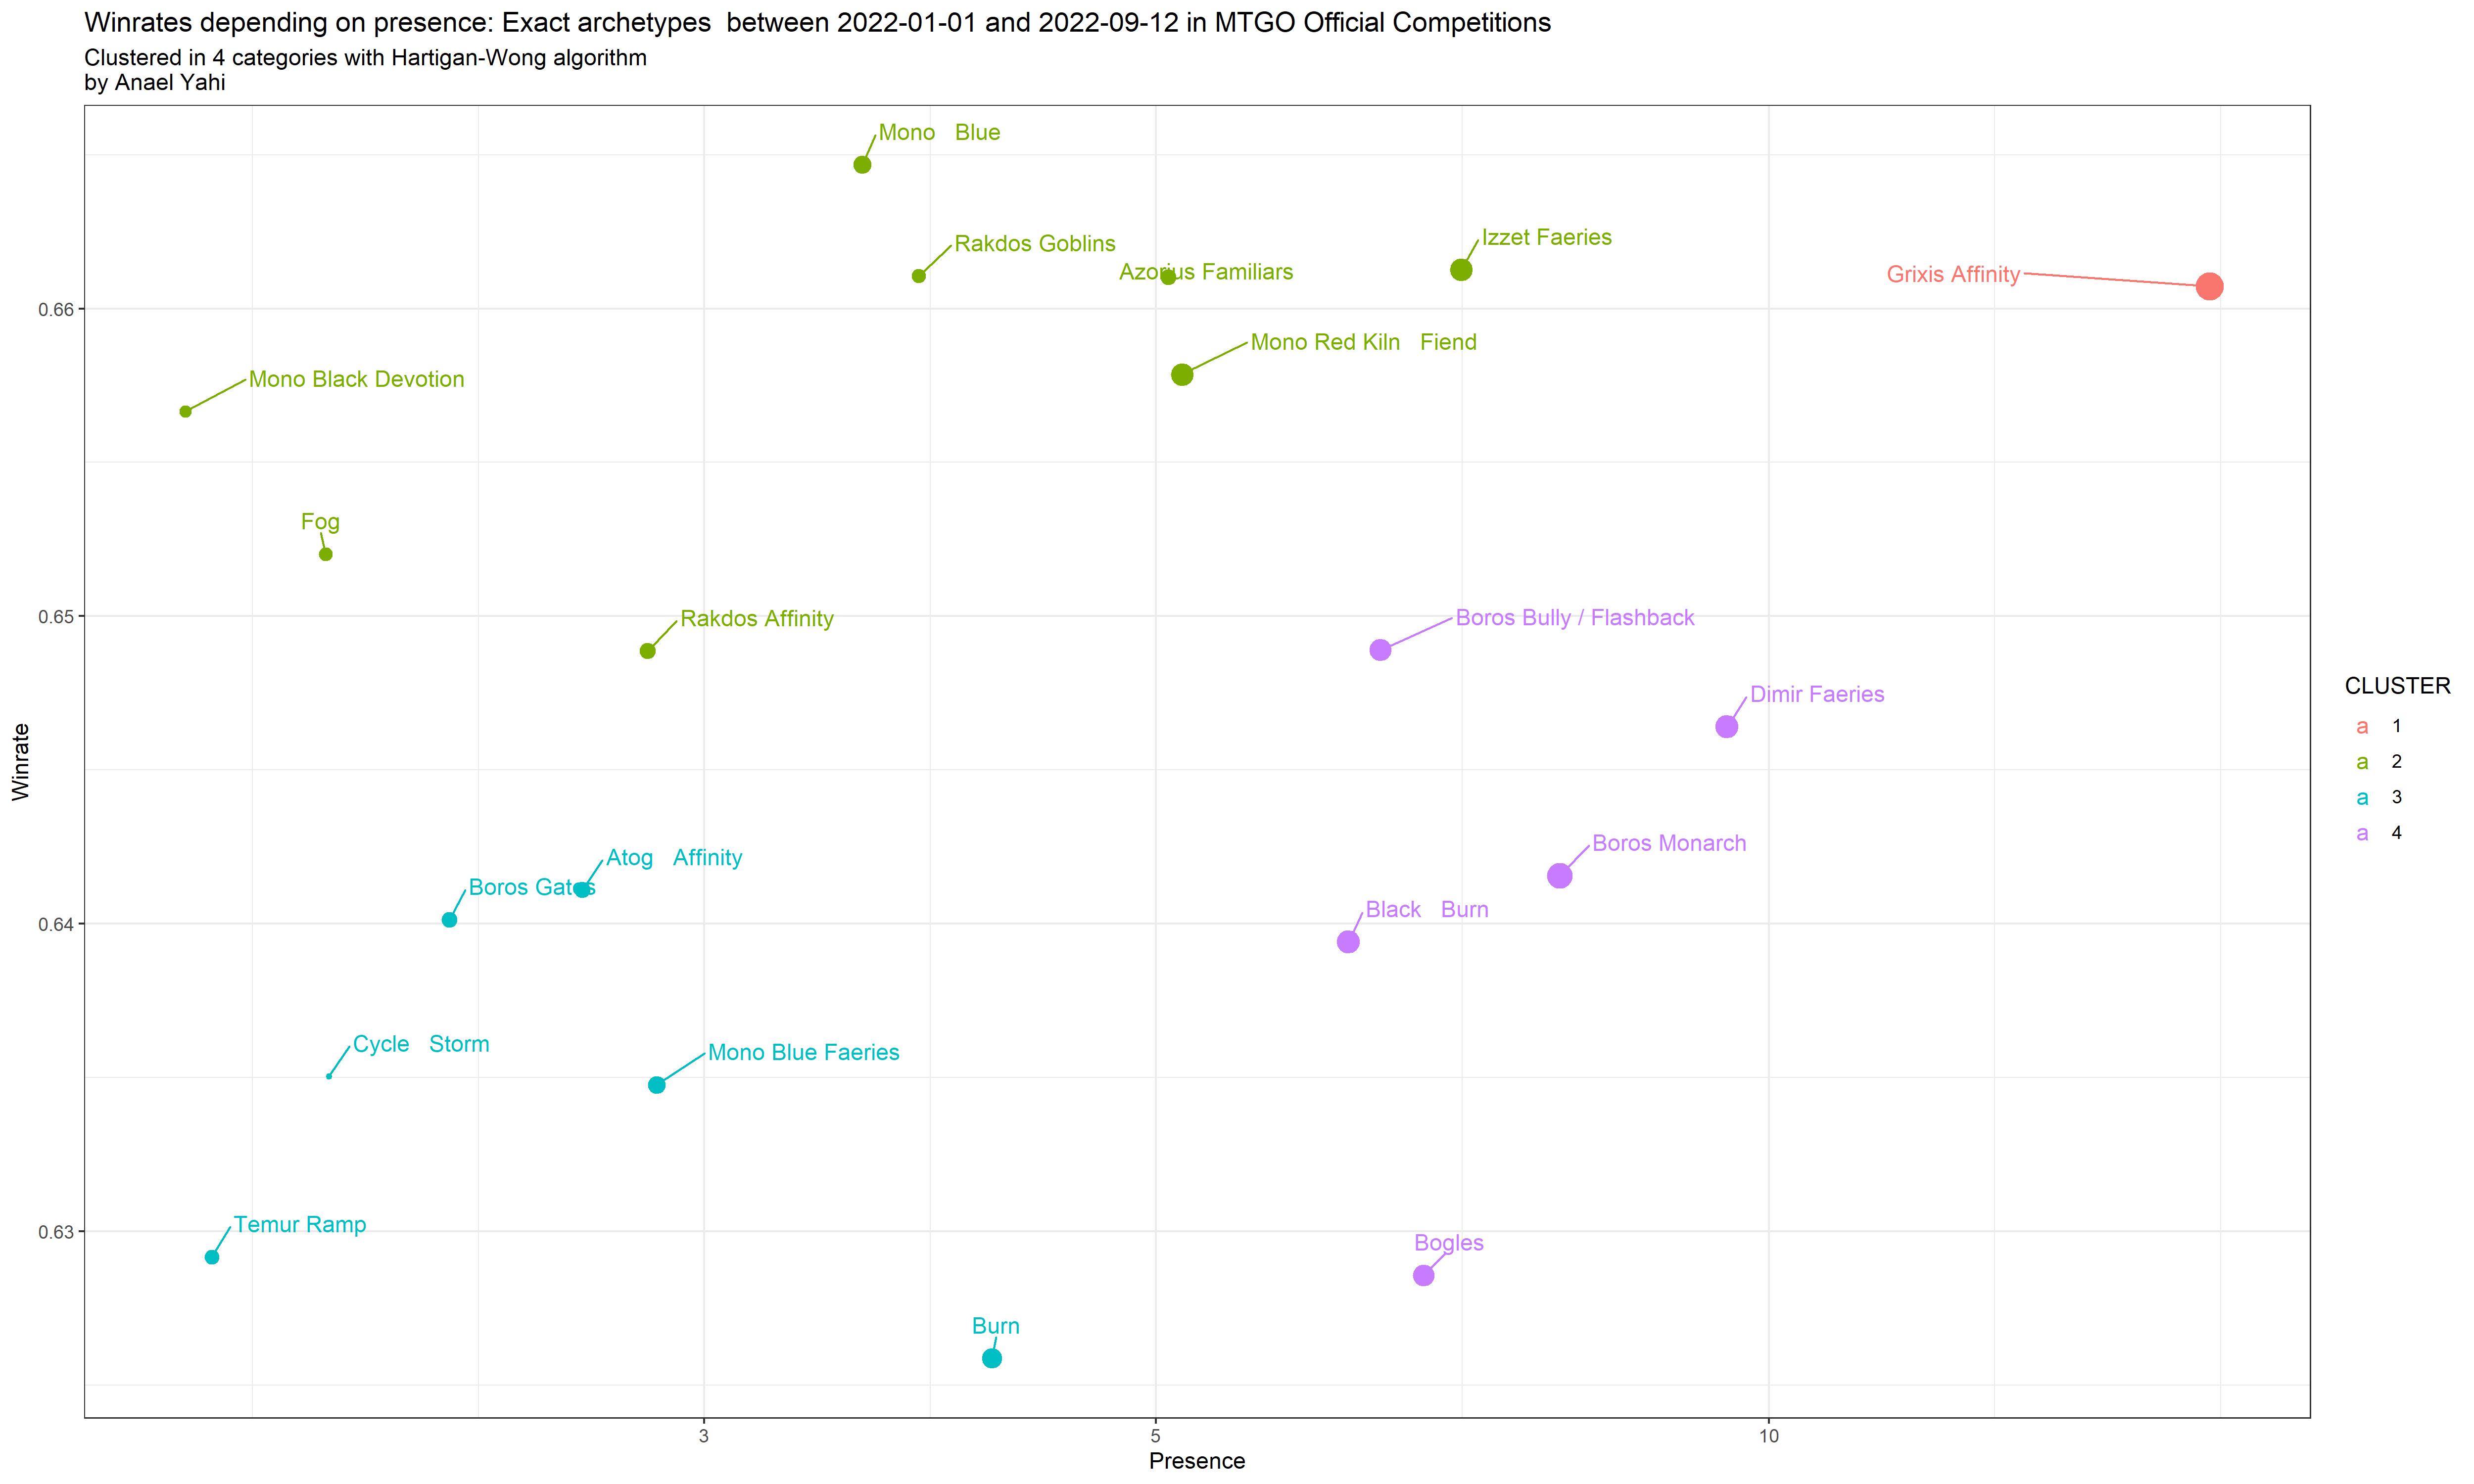 Winrates depending on presence: Exact archetypes  between 2022-01-01 and 2022-09-12 in MTGO Official Competitions
Clustered in 4 categories with Hartigan-Wong algorithm
by Anael Yahi
Mono   Blue
Rakdos Goblins
Izzet Faeries
Azorius Familiars
Grixis Affinity
0.66
Mono Red Kiln   Fiend
Mono Black Devotion
Fog
0.65
Rakdos Affinity
Boros Bully / Flashback
Dimir Faeries
CLUSTER
a 1
a 2
a 3
a 4
Winrate
Boros Monarch
Atog   Affinity
Boros Gates
Black   Burn
0.64
Cycle   Storm
Mono Blue Faeries
Temur Ramp
0.63
Bogles
Burn
3
5
10
Presence